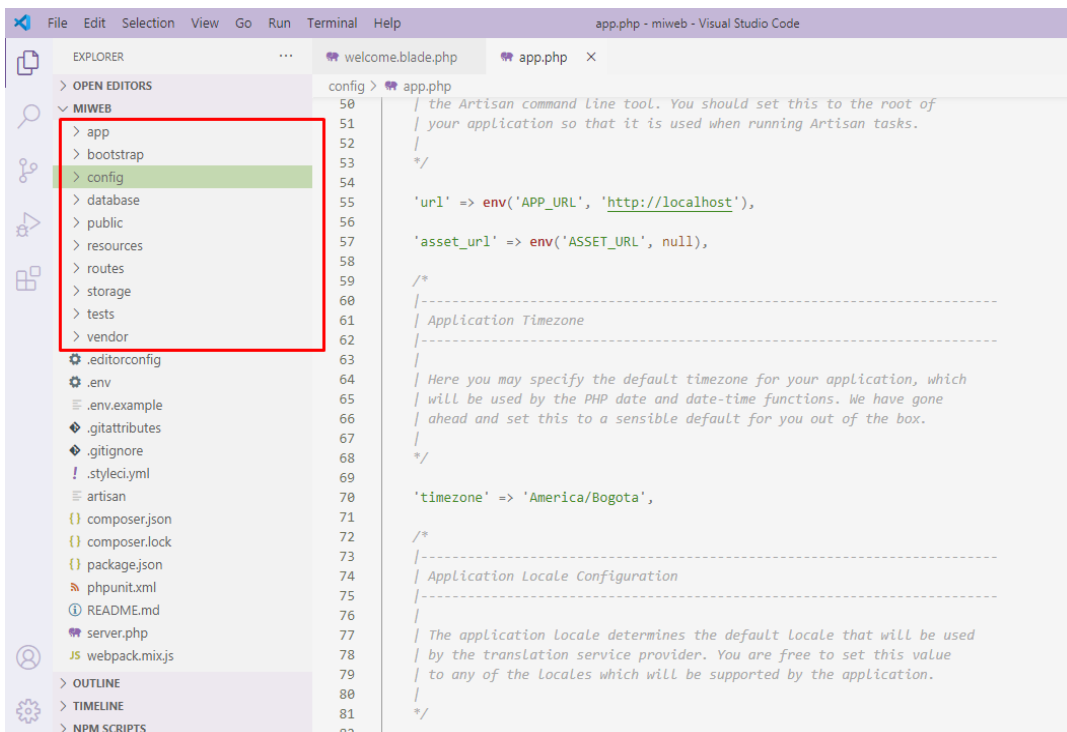 File Edit Selection View Go Run Terminal Help app.php - miweb - Visual Studio Code
EXPLORER ...
OPEN EDITORS
MIWEB
app
bootstrap
config
database
public
resources
routes
storage
tests
vendor
.editorconfig
.env
.env.example
.gitattributes
.gitignore
.styleci.yml
artisan
composer.json
composer.lock
package.json
phpunit.xml
README.md
server.php
JS webpack.mix.js
OUTLINE
TIMELINE
NPM SCRIPTS
welcome.blade.php app.php ×
config > app.php
50 | the Artisan command line tool. You should set this to the root of
51 | your application so that it is used when running Artisan tasks.
52 |
53 */
54
55 'url' => env('APP_URL', 'http://localhost'),
56
57 'asset_url' => env('ASSET_URL', null),
58
59 /*
60 |--------------------------------------------------------------------------
61 | Application Timezone
62 |--------------------------------------------------------------------------
63 |
64 | Here you may specify the default timezone for your application, which
65 | will be used by the PHP date and date-time functions. We have gone
66 | ahead and set this to a sensible default for you out of the box.
67 |
68 */
69
70 'timezone' => 'America/Bogota',
71
72 /*
73 |--------------------------------------------------------------------------
74 | Application Locale Configuration
75 |--------------------------------------------------------------------------
76 |
77 | The application locale determines the default locale that will be used
78 | by the translation service provider. You are free to set this value
79 | to any of the locales which will be supported by the application.
80 |
81 */